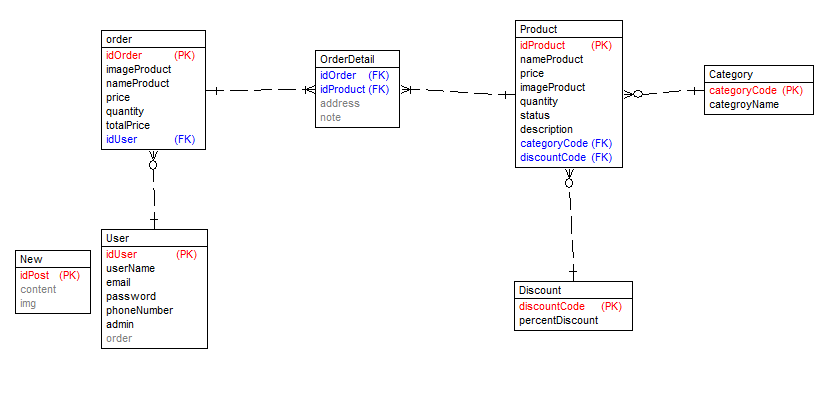 order
idOrder (PK)
imageProduct
nameProduct
price
quantity
totalPrice
idUser (FK)
OrderDetail
idOrder (FK)
idProduct (FK)
address
note
Product
idProduct (PK)
nameProduct
price
imageProduct
quantity
status
description
categoryCode (FK)
discountCode (FK)
Category
categoryCode (PK)
categroyName
New
idPost (PK)
content
img
User
idUser (PK)
userName
email
password
phoneNumber
admin
order
Discount
discountCode (PK)
percentDiscount